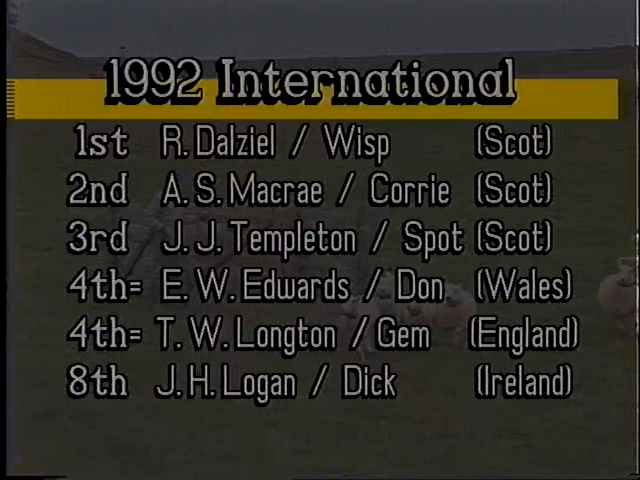 1992 International
1st R. Dalziel / Wisp (Scot)
2nd A. S. Macrae / Corrie (Scot)
3rd J. J. Templeton / Spot (Scot)
4th= E. W. Edwards / Don (Wales)
4th= T. W. Longton / Gem (England)
8th J. H. Logan / Dick (Ireland)